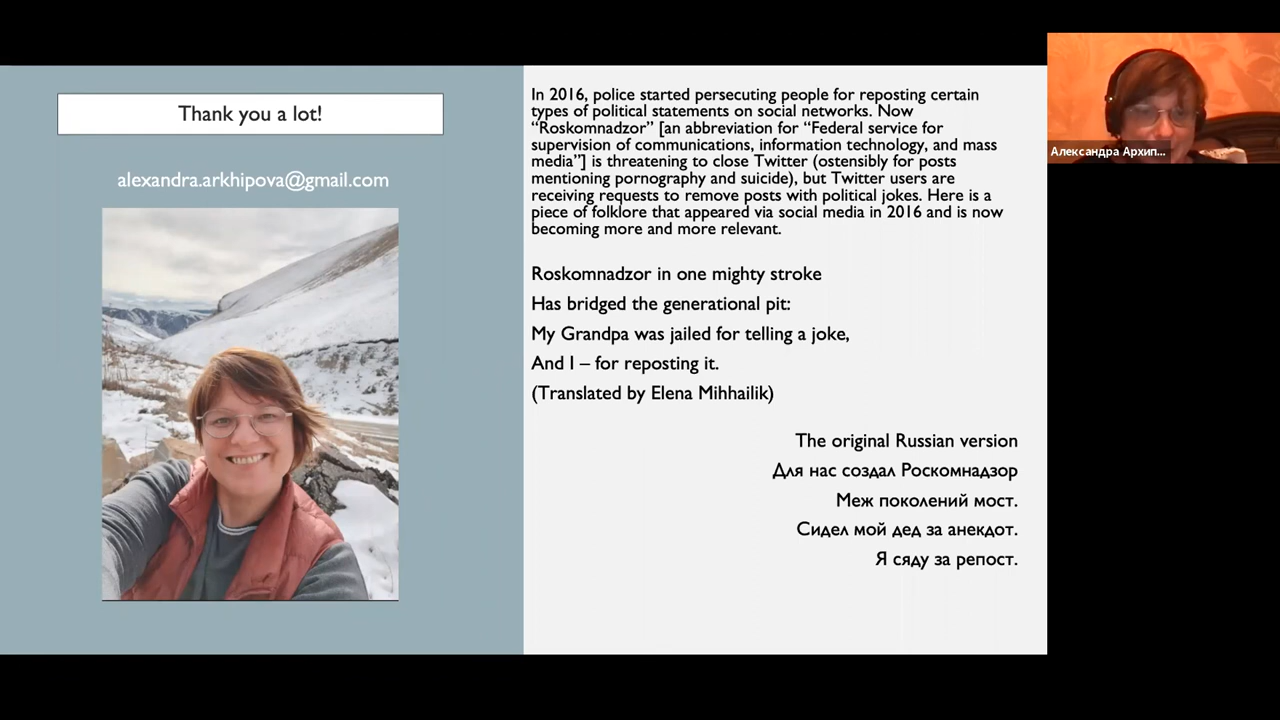 Thank you a lot!
alexandra.arkhipova@gmail.com
In 2016, police started persecuting people for reposting certain
types of political statements on social networks. Now
“Roskomnadzor” [an abbreviation for “Federal service for
supervision of communications, information technology, and mass
media”] is threatening to close Twitter (ostensibly for posts
mentioning pornography and suicide), but Twitter users are
receiving requests to remove posts with political jokes. Here is a
piece of folklore that appeared via social media in 2016 and is now
becoming more and more relevant.
Roskomnadzor in one mighty stroke
Has bridged the generational pit:
My Grandpa was jailed for telling a joke,
And I – for reposting it.
(Translated by Elena Mihhailik)
The original Russian version
Для нас создал Роскомнадзор
Меж поколений мост.
Сидел мой дед за анекдот.
Я сяду за репост.
Александра Архип...